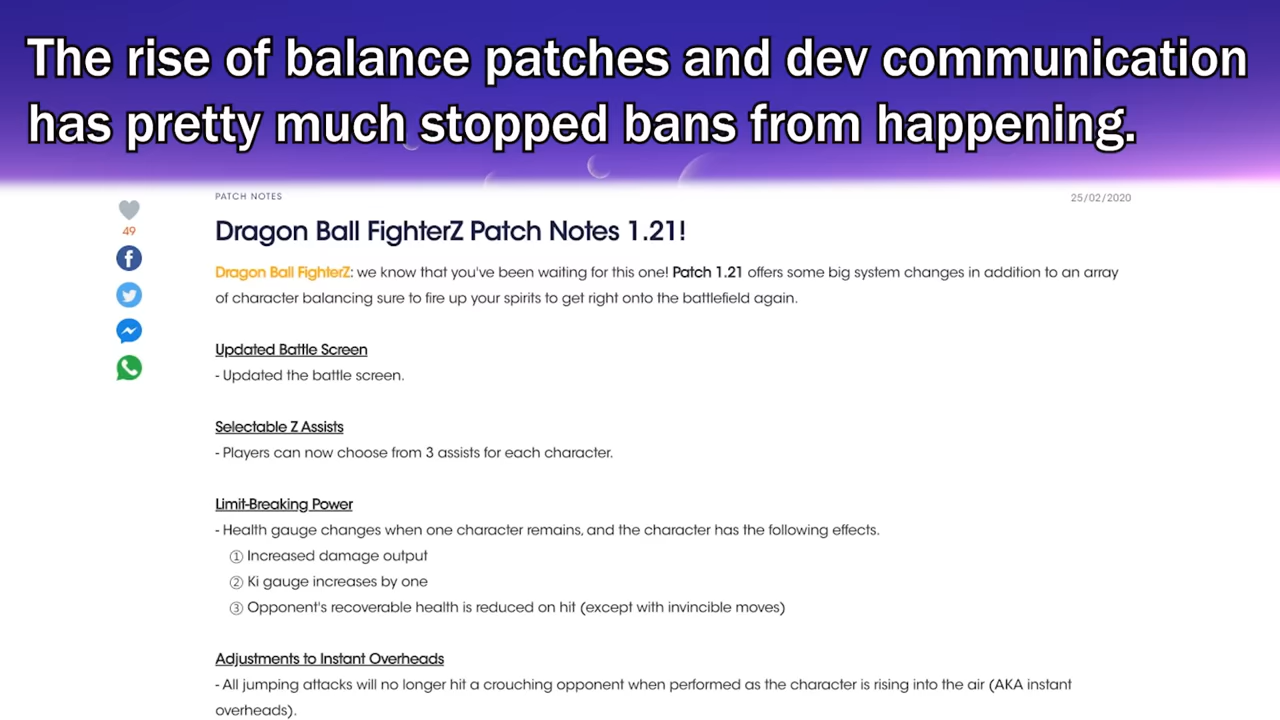 The rise of balance patches and dev communication
has pretty much stopped bans from happening.
PATCH NOTES
25/02/2020
49
Dragon Ball FighterZ Patch Notes 1.21!
Dragon Ball FighterZ: we know that you've been waiting for this one! Patch 1.21 offers some big system changes in addition to an array
of character balancing sure to fire up your spirits to get right onto the battlefield again.
Updated Battle Screen
- Updated the battle screen.
Selectable Z Assists
- Players can now choose from 3 assists for each character.
Limit-Breaking Power
- Health gauge changes when one character remains, and the character has the following effects.
① Increased damage output
② Ki gauge increases by one
③ Opponent's recoverable health is reduced on hit (except with invincible moves)
Adjustments to Instant Overheads
- All jumping attacks will no longer hit a crouching opponent when performed as the character is rising into the air (AKA instant
overheads).